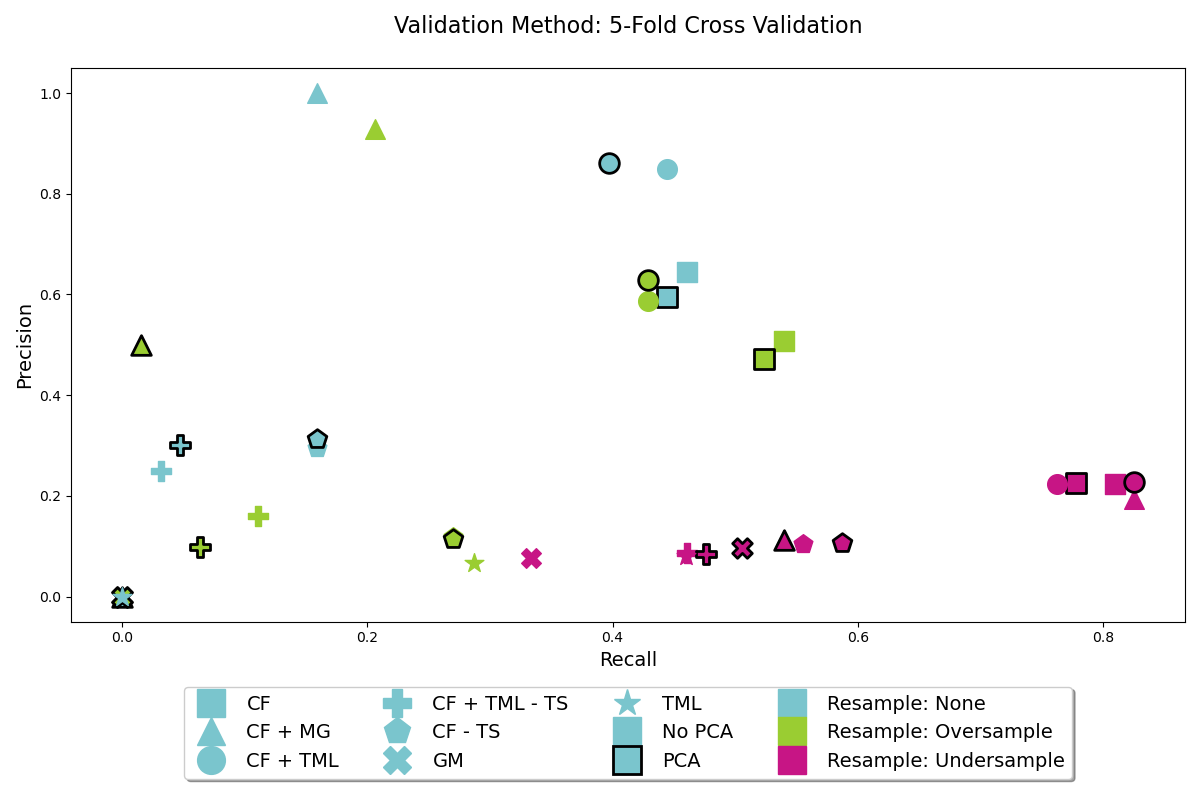 Validation Method: 5-Fold Cross Validation
1.0
0.8
0.6
0.4
0.2
0.0
Precision
0.0 0.2 0.4 0.6 0.8
Recall
CF CF + TML - TS TML Resample: None
CF + MG CF - TS No PCA Resample: Oversample
CF + TML GM PCA Resample: Undersample